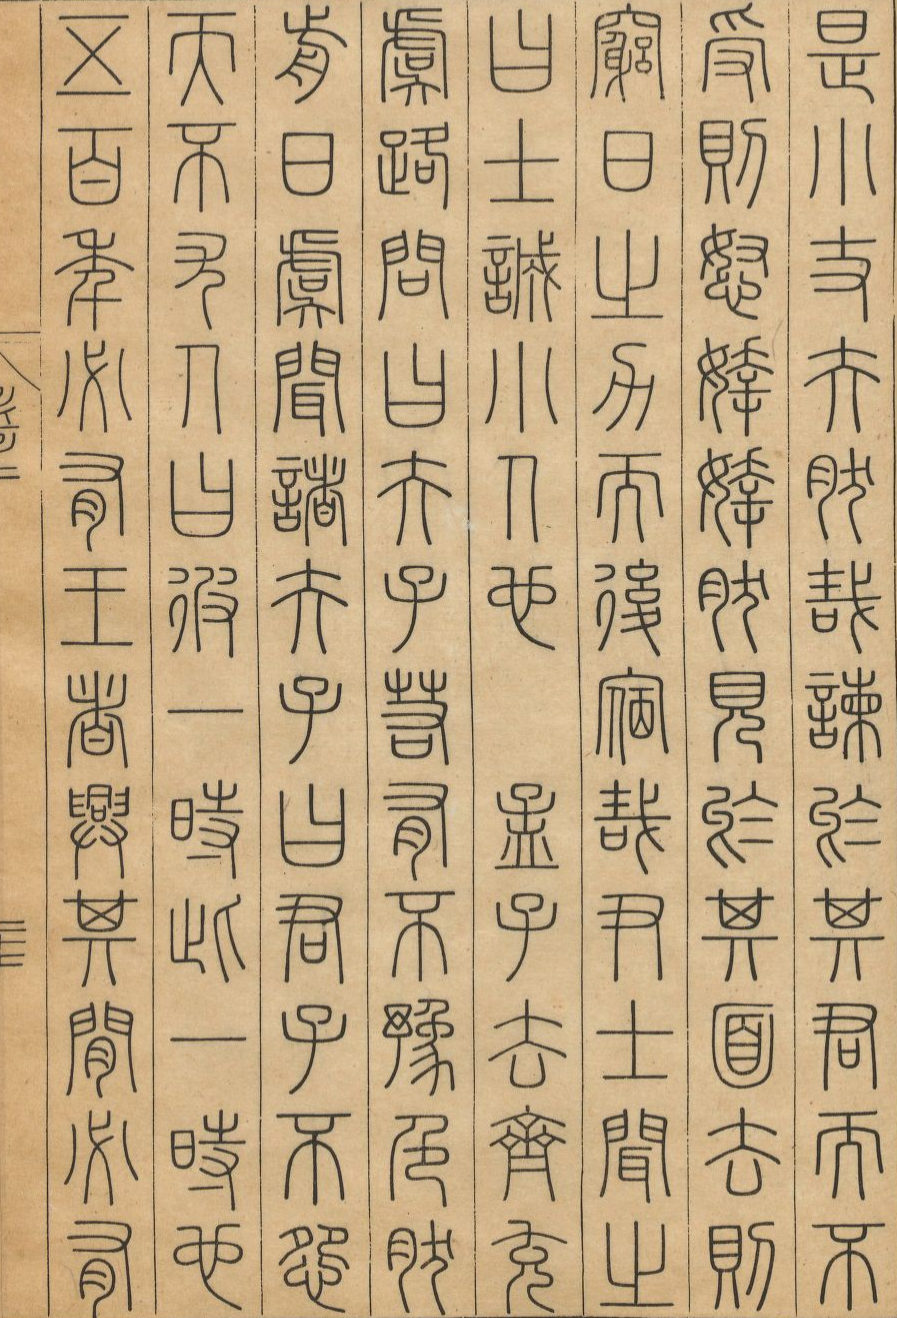 是小丈夫然哉諫於其君而不
受則怒婞婞然見於其面去則
窮日之力而後宿哉尹士聞之
曰士誠小人也　孟子去齊充
虞路問曰夫子若有不豫色然
前日虞聞諸夫子曰君子不怨
天不尤人曰彼一時此一時也
五百年必有王者興其間必有